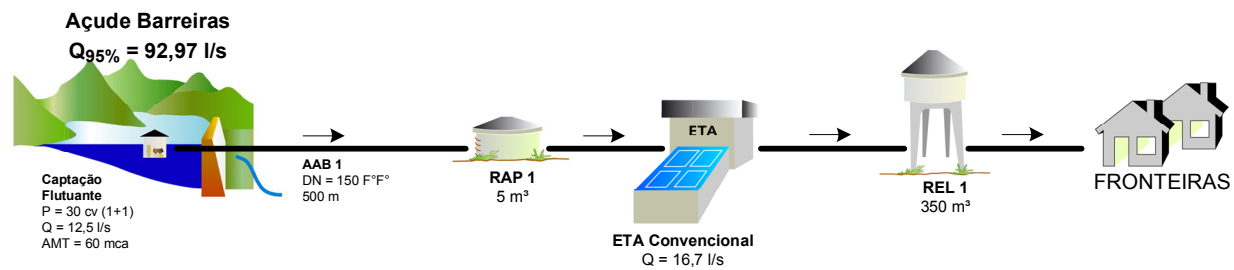 Açude Barreiras
Q95% = 92,97 l/s
Captação
Flutuante
P = 30 cv (1+1)
Q = 12,5 l/s
AMT = 60 mca
AAB 1
DN = 150 F°F°
500 m
RAP 1
5 m³
ETA
ETA Convencional
Q = 16,7 l/s
REL 1
350 m³
FRONTEIRAS